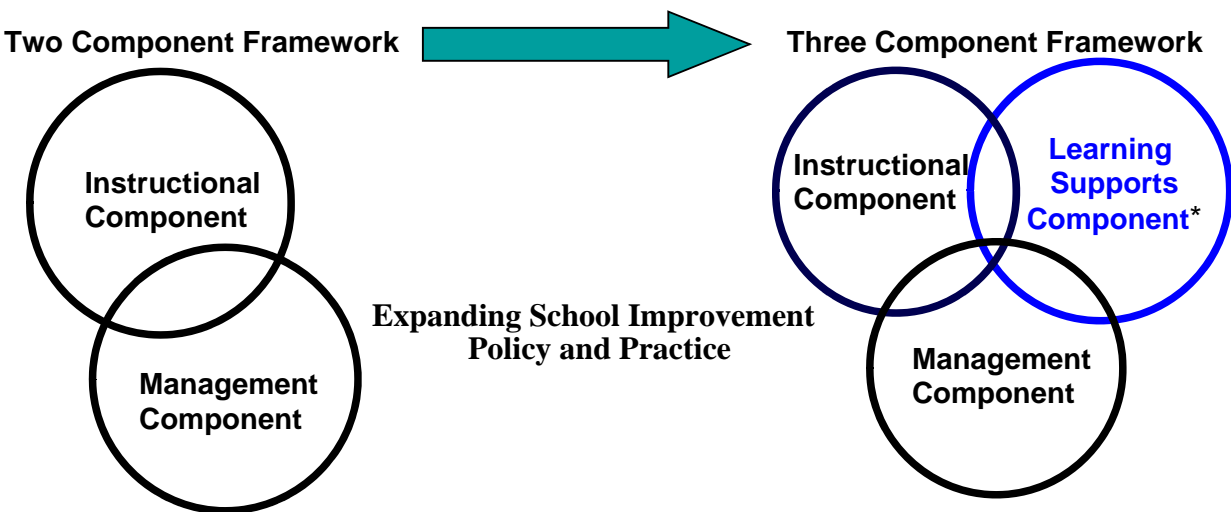 Two Component Framework
Three Component Framework
Instructional
Component
Management
Component
Expanding School Improvement
Policy and Practice
Instructional
Component
Learning
Supports
Component*
Management
Component